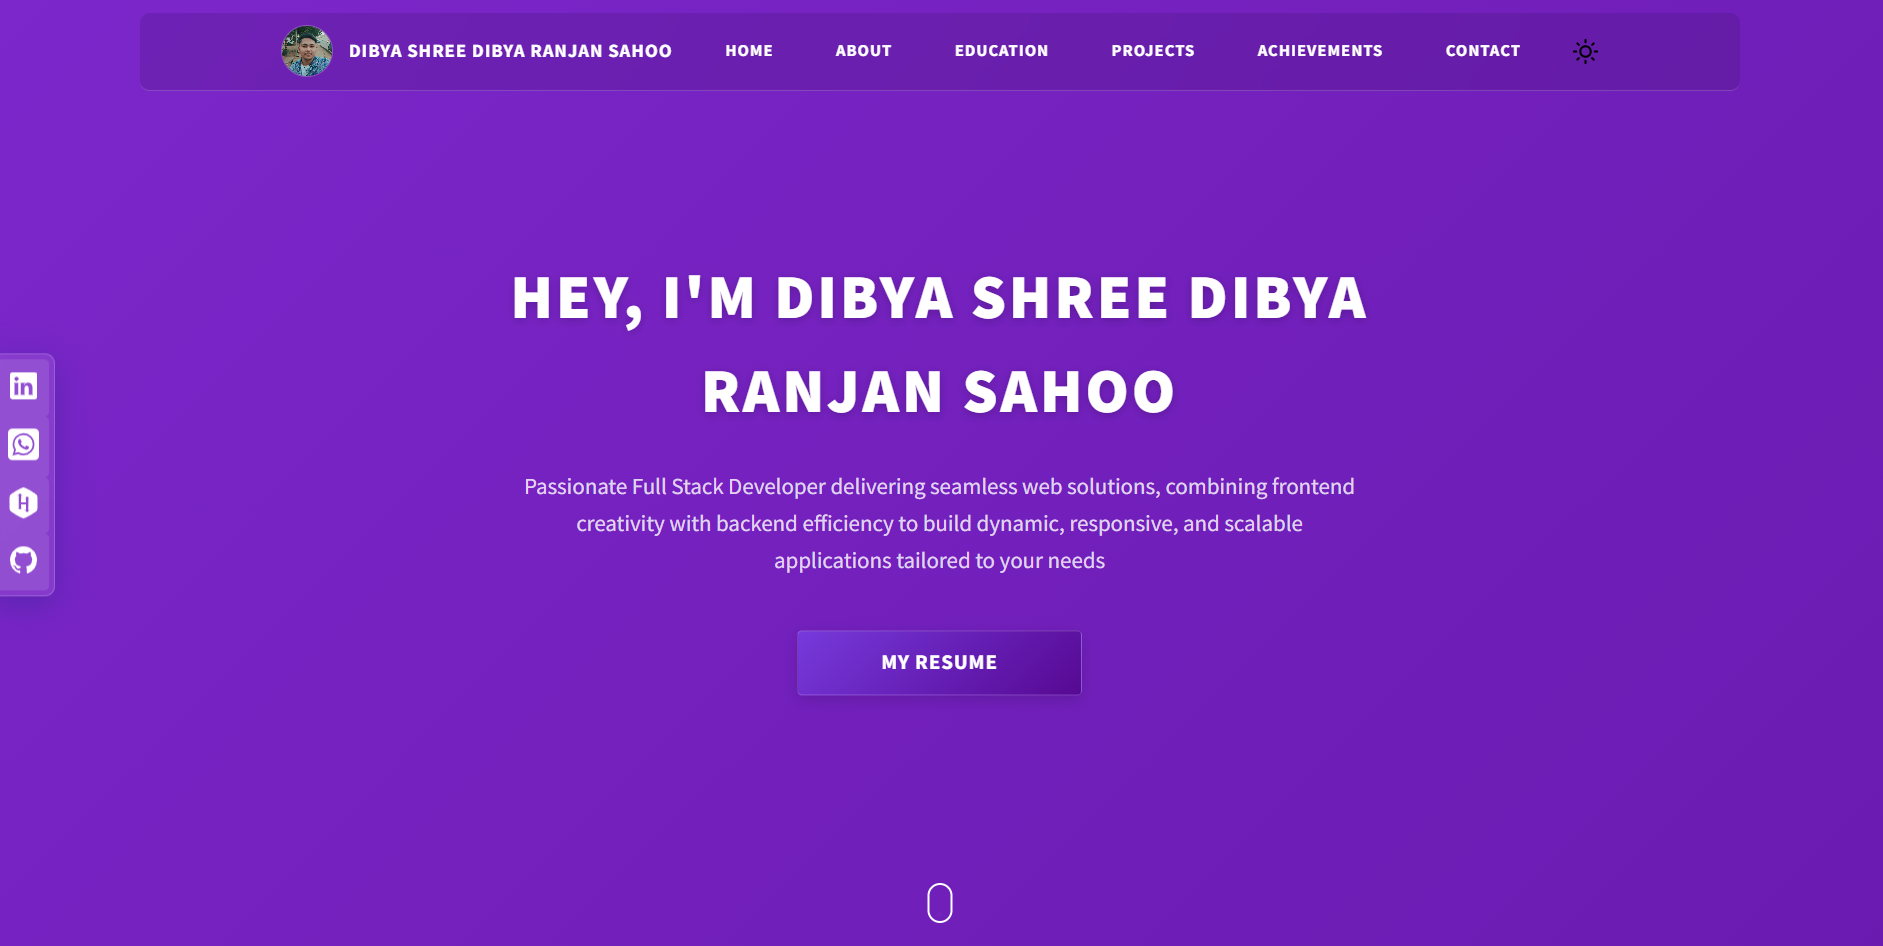 DIBYA SHREE DIBYA RANJAN SAHOO
HOME
ABOUT
EDUCATION
PROJECTS
ACHIEVEMENTS
CONTACT
HEY, I'M DIBYA SHREE DIBYA
RANJAN SAHOO
Passionate Full Stack Developer delivering seamless web solutions, combining frontend
creativity with backend efficiency to build dynamic, responsive, and scalable
applications tailored to your needs
MY RESUME